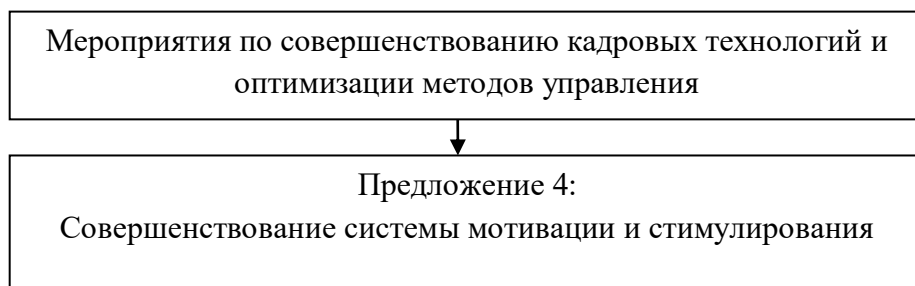 Мероприятия по совершенствованию кадровых технологий и
оптимизации методов управления
Предложение 4:
Совершенствование системы мотивации и стимулирования